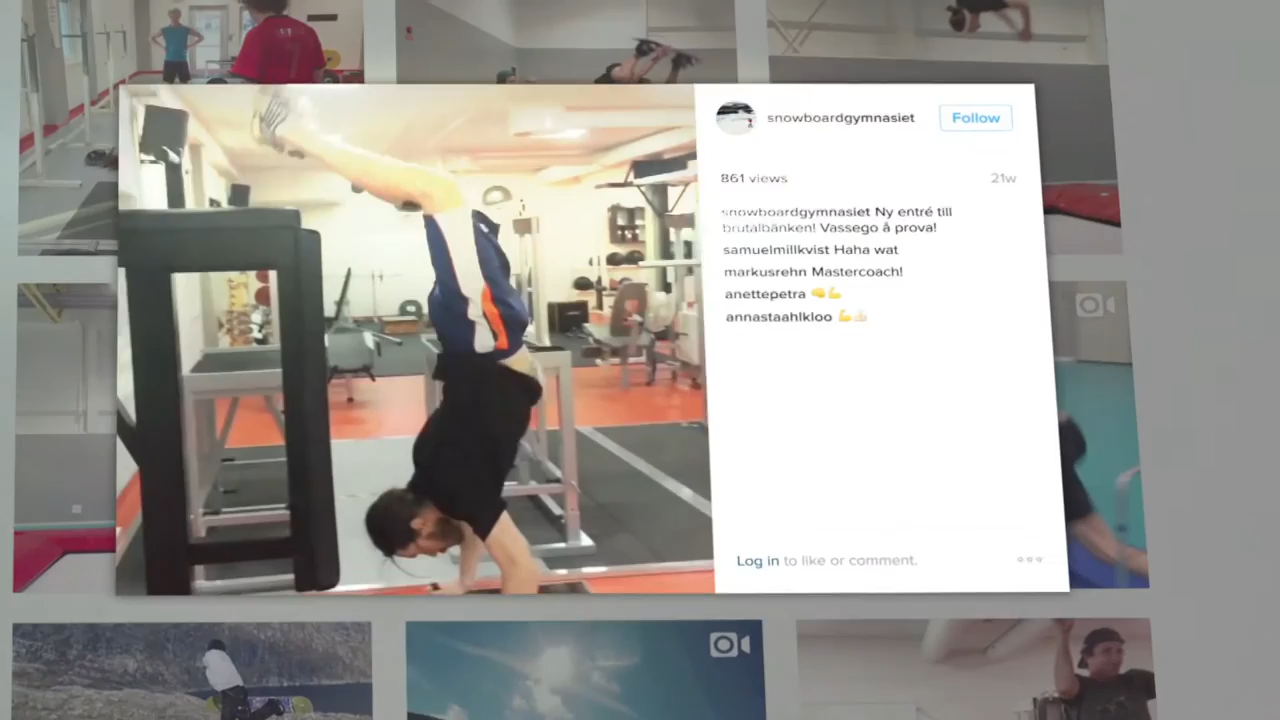 snowboardgymnasiet
Follow
861 views
21w
snowboardgymnasiet Ny entré till
brutalbänken! Vassego å prova!
samuelmillkvist Haha wat
markusrehn Mastercoach!
anettepetra 👊💪
annastaahlkloo 💪👍🏻
Log in to like or comment.